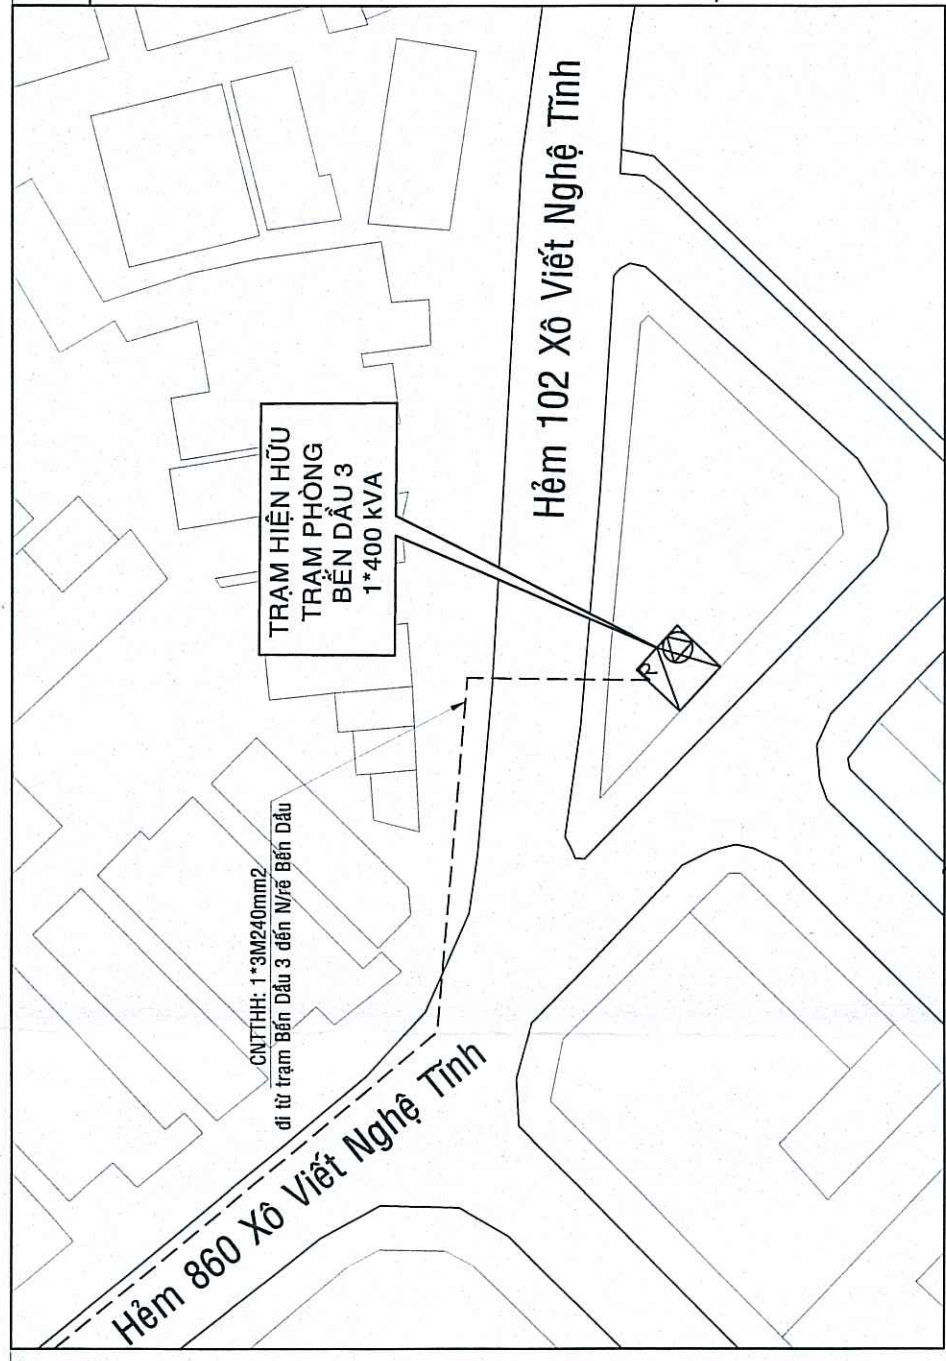 TRẠM HIỆN HỮU
TRẠM PHÒNG
BẾN DẦU 3
1*400 kVA
Hẻm 102 Xô Viết Nghệ Tĩnh
CNTTHH: 1*3M240mm2
đi từ trạm Bến Dầu 3 đến N/rẽ Bến Dầu
Hẻm 860 Xô Viết Nghệ Tĩnh
R